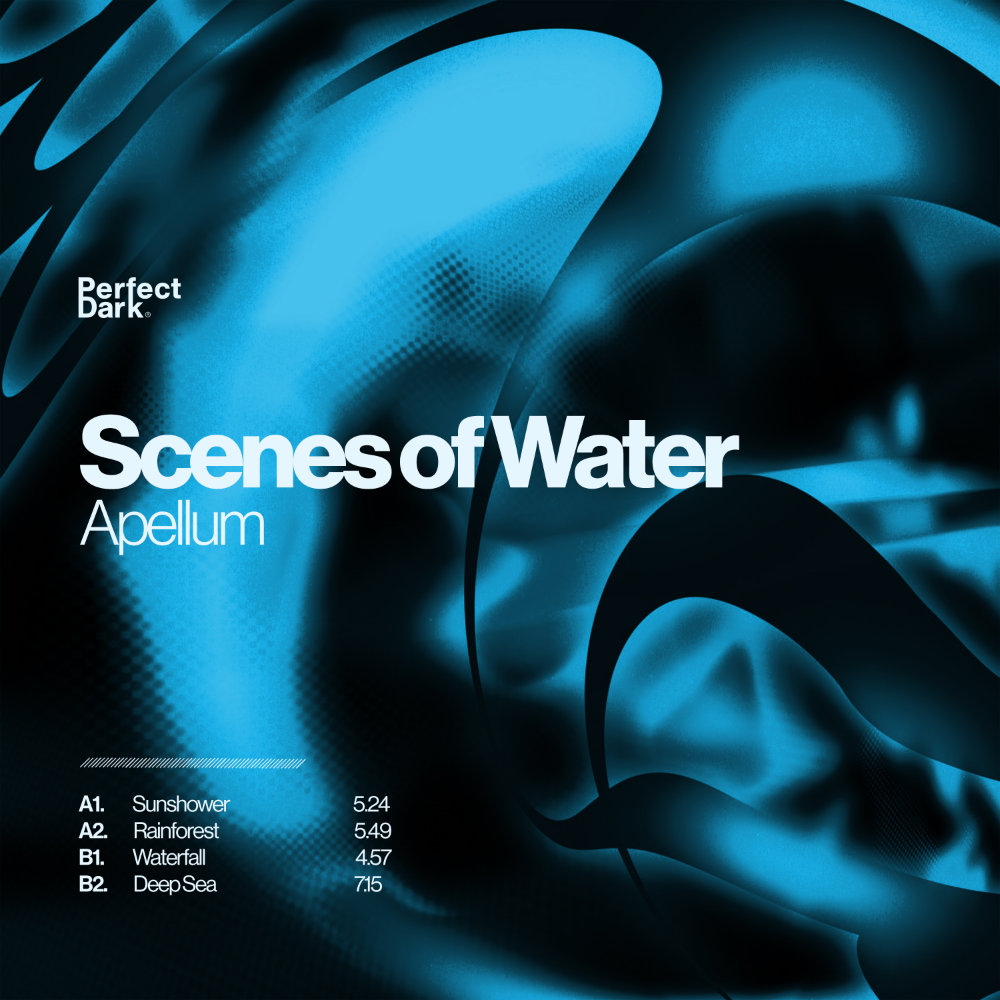 Perfect
Dark®
Scenes of Water
Apellum
A1. Sunshower 5.24
A2. Rainforest 5.49
B1. Waterfall 4.57
B2. Deep Sea 7.15